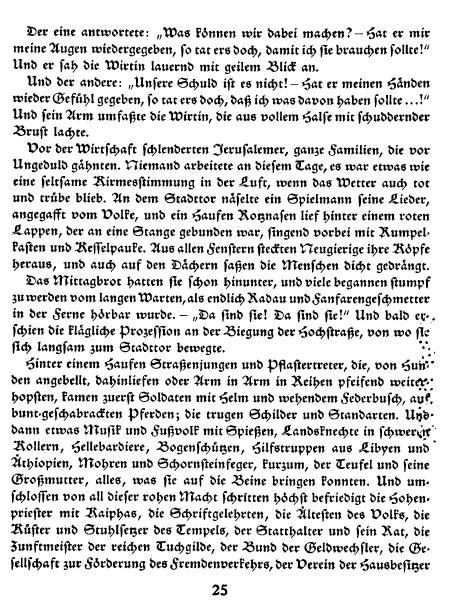 Der eine antwortete: „Was können wir dabei machen? – Hat er mir
meine Augen wiedergegeben, so tat ers doch, damit ich sie brauchen sollte!“
Und er sah die Wirtin lauernd mit geilem Blick an.
Und der andere: „Unsere Schuld ist es nicht! – Hat er meinen Händen
wieder Gefühl gegeben, so tat ers doch, daß ich was davon haben sollte ...!“
Und sein Arm umfaßte die Wirtin, die aus vollem Halse mit schuddernder
Brust lachte.
Vor der Wirtschaft schlenderten Jerusalemer, ganze Familien, die vor
Ungeduld gähnten. Niemand arbeitete an diesem Tage, es war etwas wie
eine seltsame Kirmesstimmung in der Luft, wenn das Wetter auch tot
und trübe blieb. An dem Stadttor näselte ein Spielmann seine Lieder,
angegafft vom Volke, und ein Haufen Rotznasen lief hinter einem roten
Lappen, der an eine Stange gebunden war, singend vorbei mit Rumpel-
kasten und Kesselpauke. Aus allen Fenstern steckten Neugierige ihre Köpfe
heraus, und auch auf den Dächern saßen die Menschen dicht gedrängt.
Das Mittagbrot hatten sie schon hinunter, und viele begannen stumpf
zu werden vom langen Warten, als endlich Radau und Fanfarengeschmetter
in der Ferne hörbar wurde. – „Da sind sie! Da sind sie!“ Und bald er-
schien die klägliche Prozession an der Biegung der Hochstraße, von wo sie
sich langsam zum Stadttor bewegte.
Hinter einem Haufen Straßenjungen und Pflastertreter, die, von Hun-
den angebellt, dahinliefen oder Arm in Arm in Reihen pfeifend weiter
hopsten, kamen zuerst Soldaten mit Helm und wehendem Federbusch, auf
bunt-geschabrackten Pferden; die trugen Schilder und Standarten. Und
dann etwas Musik und Fußvolk mit Spießen, Landsknechte in schweren
Kollern, Hellebardiere, Bogenschützen, Hilfstruppen aus Libyen und
Äthiopien, Mohren und Schornsteinfeger, kurzum, der Teufel und seine
Großmutter, alles, was sie auf die Beine bringen konnten. Und um-
schlossen von all dieser rohen Macht schritten höchst befriedigt die Hohen-
priester mit Kaiphas, die Schriftgelehrten, die Ältesten des Volks, die
Küster und Stuhlsetzer des Tempels, der Statthalter und sein Rat, die
Zunftmeister der reichen Tuchgilde, der Bund der Geldwechsler, die Ge-
sellschaft zur Förderung des Fremdenverkehrs, der Verein der Hausbesitzer
25